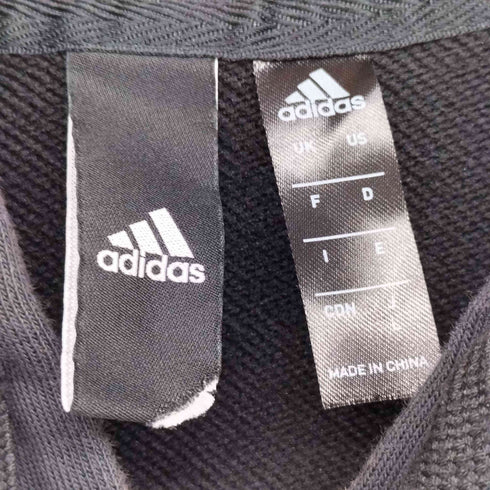 adidas
adidas
UK US
F D
I E
CDN
MADE IN CHINA